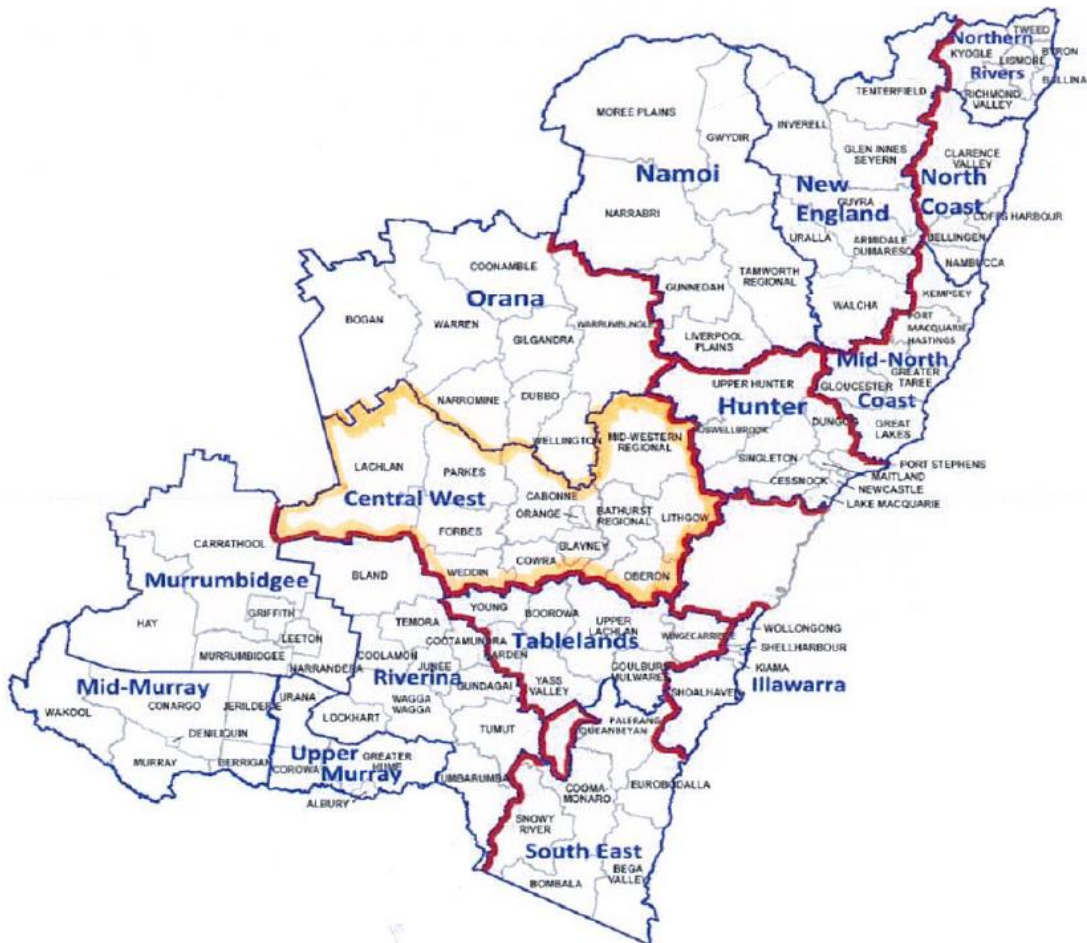 Northern
TWEED
KYOGLE
BYRON
LISMORE
Rivers
BALLINA
RICHMOND
VALLEY
TENTERFIELD
MOREE PLAINS
GWYDIR
INVERELL
GLEN INNES
SEVERN
CLARENCE
VALLEY
Namoi
New
England
North
Coast
GUYRA
NARRABRI
URALLA
ARMIDALE
DUMARESQ
COFFS HARBOUR
BELLINGEN
NAMBUCCA
COONAMBLE
TAMWORTH
REGIONAL
GUNNEDAH
WALCHA
KEMPSEY
Orana
BOGAN
WARREN
WARRUMBUNGLE
GILGANDRA
LIVERPOOL
PLAINS
PORT
MACQUARIE
HASTINGS
Mid-North
Coast
GREATER
TAREE
GLOUCESTER
UPPER HUNTER
Hunter
NARROMINE
DUBBO
WELLINGTON
MID-WESTERN
REGIONAL
DUNGOG
GREAT
LAKES
SINGLETON
LACHLAN
PARKES
CABONNE
CESSNOCK
PORT STEPHENS
MAITLAND
NEWCASTLE
LAKE MACQUARIE
Central West
ORANGE
BATHURST
REGIONAL
LITHGOW
FORBES
BLAYNEY
CARRATHOOL
WEDDIN
COWRA
OBERON
BLAND
Murrumbidgee
YOUNG
BOOROWA
UPPER
LACHLAN
HAY
GRIFFITH
TEMORA
Tablelands
WINGECARRIBEE
WOLLONGONG
SHELLHARBOUR
KIAMA
Illawarra
LEETON
COOTAMUNDRA
HARDEN
MURRUMBIDGEE
NARRANDERA
COOLAMON
JUNEE
Riverina
GUNDAGAI
YASS
VALLEY
GOULBURN
MULWAREE
SHOALHAVEN
Mid-Murray
CONARGO
JERILDERIE
URANA
WAKOOL
LOCKHART
WAGGA
WAGGA
TUMUT
PALERANG
QUEANBEYAN
DENILIQUIN
MURRAY
BERRIGAN
COROWA
Upper
Murray
GREATER
HUME
ALBURY
TUMBARUMBA
COOMA
MONARO
EUROBODALLA
SNOWY
RIVER
South East
BEGA
VALLEY
BOMBALA